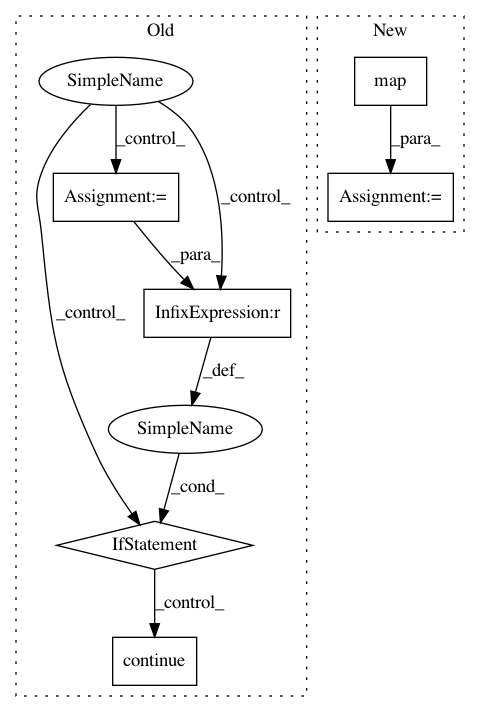 Old
New
SimpleName
map
_control_
_para_
Assignment:=
Assignment:=
_control_
_para_
_control_
InfixExpression:r
_def_
SimpleName
_cond_
IfStatement
_control_
continue